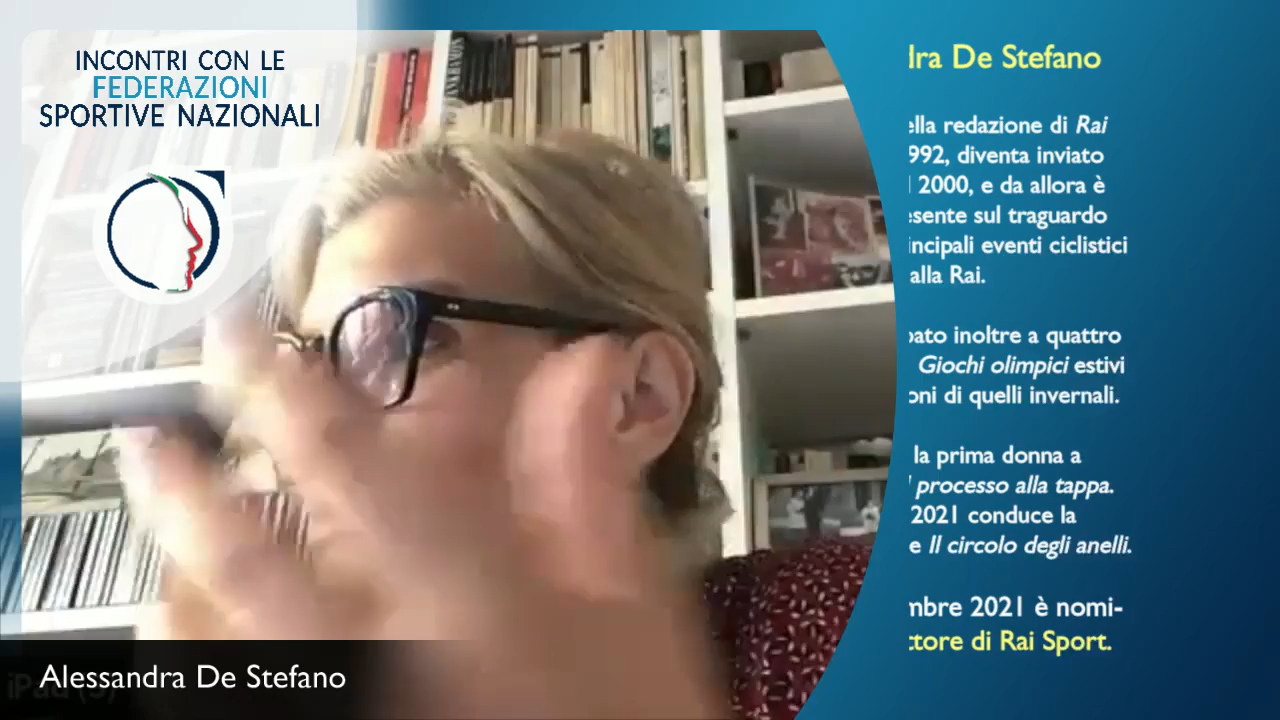 INCONTRI CON LE
FEDERAZIONI
SPORTIVE NAZIONALI
dra De Stefano
ella redazione di Rai
992, diventa inviato
l 2000, e da allora è
esente sul traguardo
incipali eventi ciclistici
alla Rai.
pato inoltre a quattro
Giochi olimpici estivi
oni di quelli invernali.
la prima donna a
l processo alla tappa.
2021 conduce la
e Il circolo degli anelli.
mbre 2021 è nomi-
ttore di Rai Sport.
Alessandra De Stefano